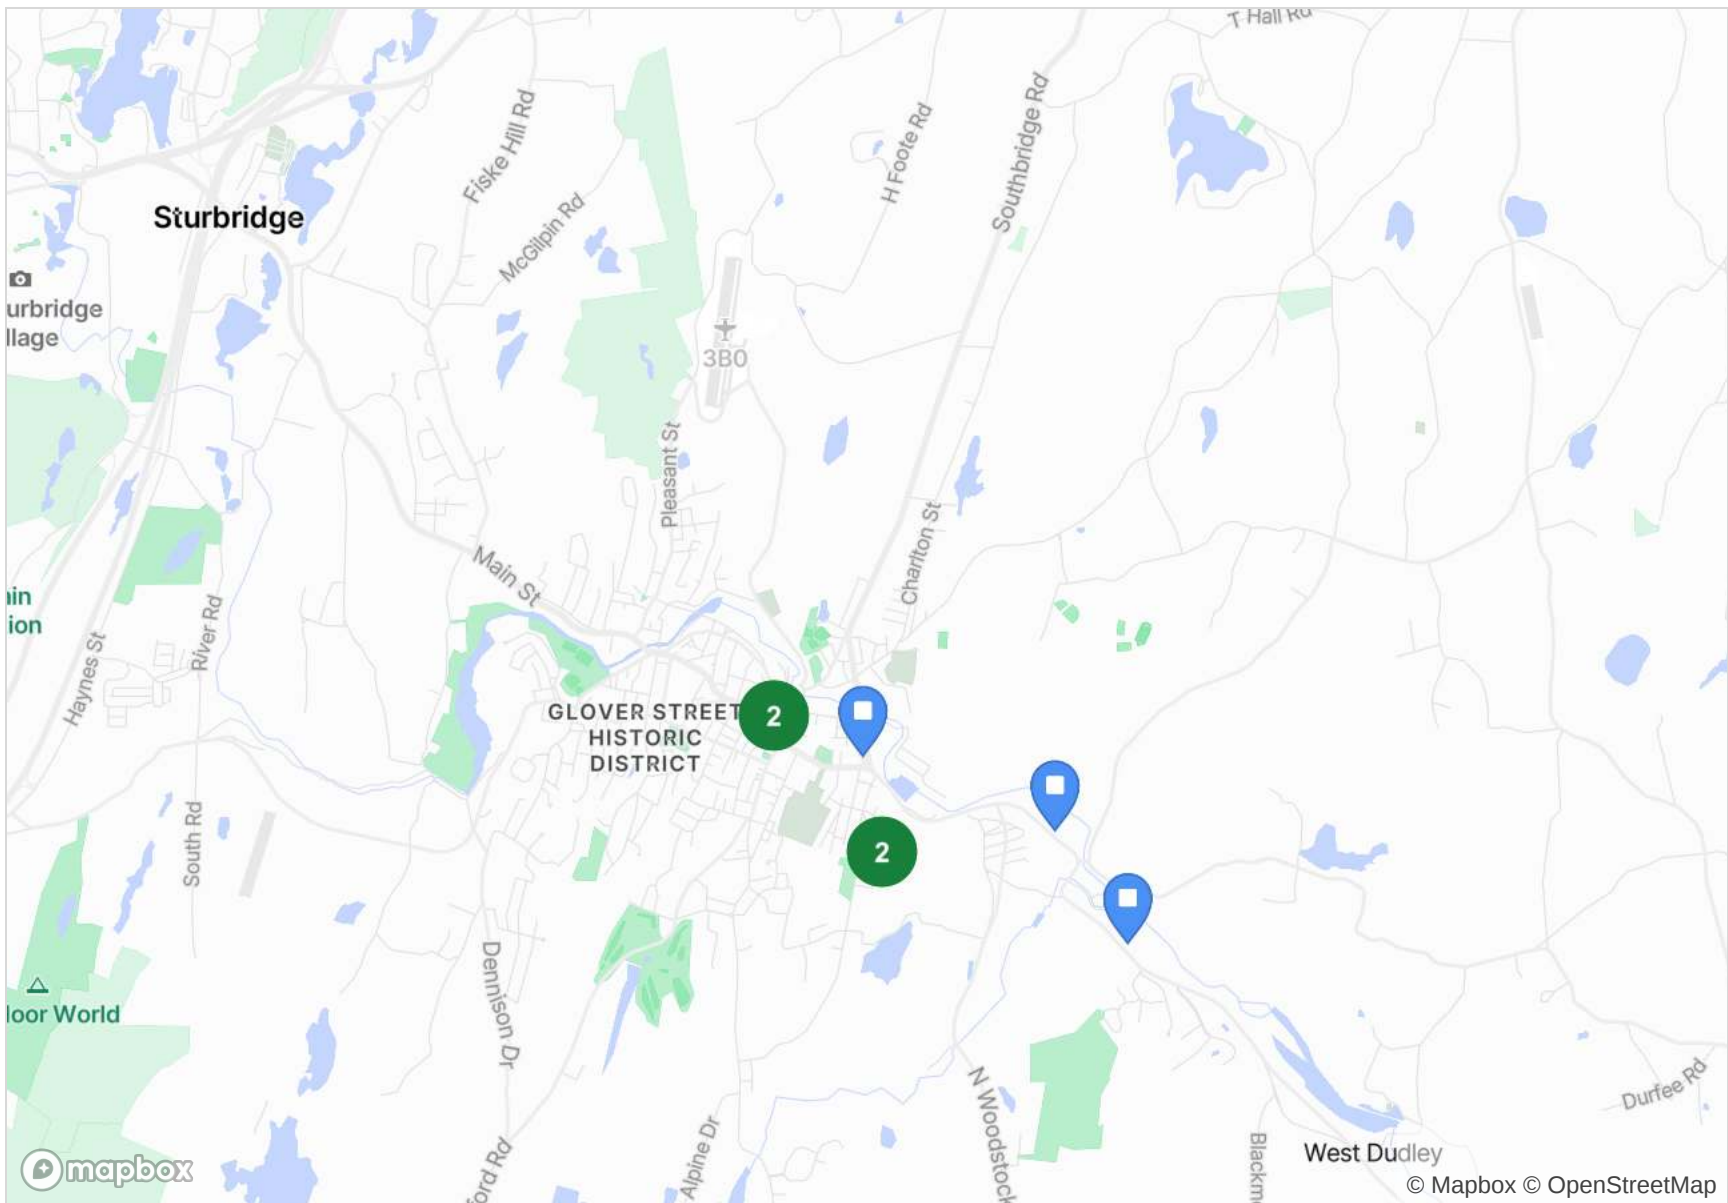 T Hall Rd
Fiske Hill Rd
H Foote Rd
Southbridge Rd
Sturbridge
McGilpin Rd
urbridge
llage
3B0
Pleasant St
Charlton St
Main St
ain
ion
River Rd
Haynes St
GLOVER STREET
HISTORIC
DISTRICT
2
2
South Rd
Dennison Dr
loor World
N Woodstock
Durfee Rd
Alpine Dr
ford Rd
Blackm
West Dudley
mapbox
© Mapbox © OpenStreetMap